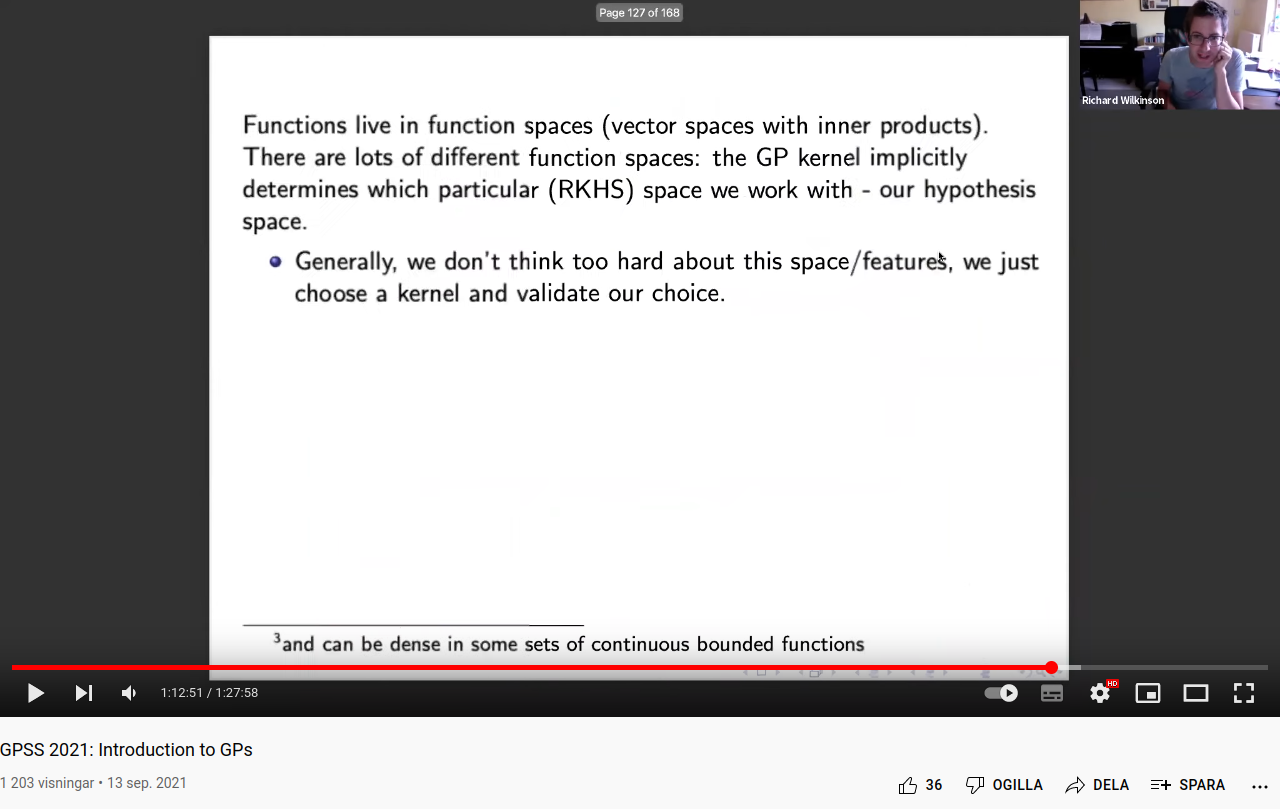 Page 127 of 168
Richard Wilkinson
Functions live in function spaces (vector spaces with inner products).
There are lots of different function spaces: the GP kernel implicitly
determines which particular (RKHS) space we work with - our hypothesis
space.
Generally, we don't think too hard about this space/features, we just
choose a kernel and validate our choice.
³and can be dense in some sets of continuous bounded functions
1:12:51 / 1:27:58
HD
GPSS 2021: Introduction to GPs
1 203 visningar • 13 sep. 2021
36 OGILLA DELA SPARA